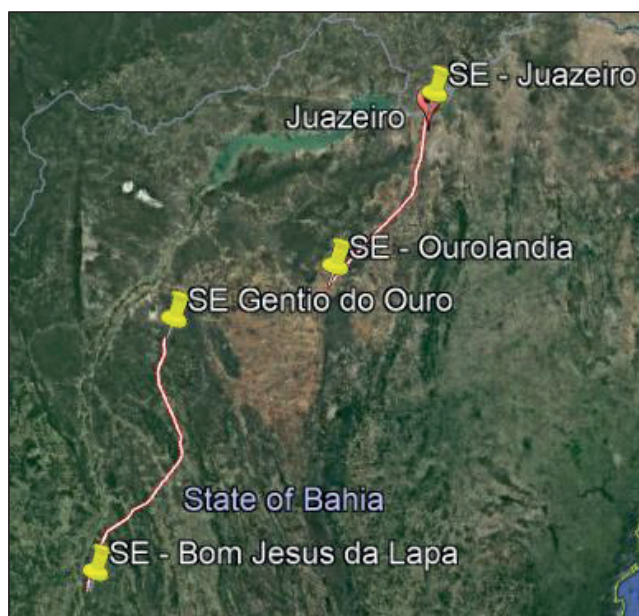 SE - Juazeiro
Juazeiro
SE - Ourolandia
SE Gentio do Ouro
State of Bahia
SE - Bom Jesus da Lapa